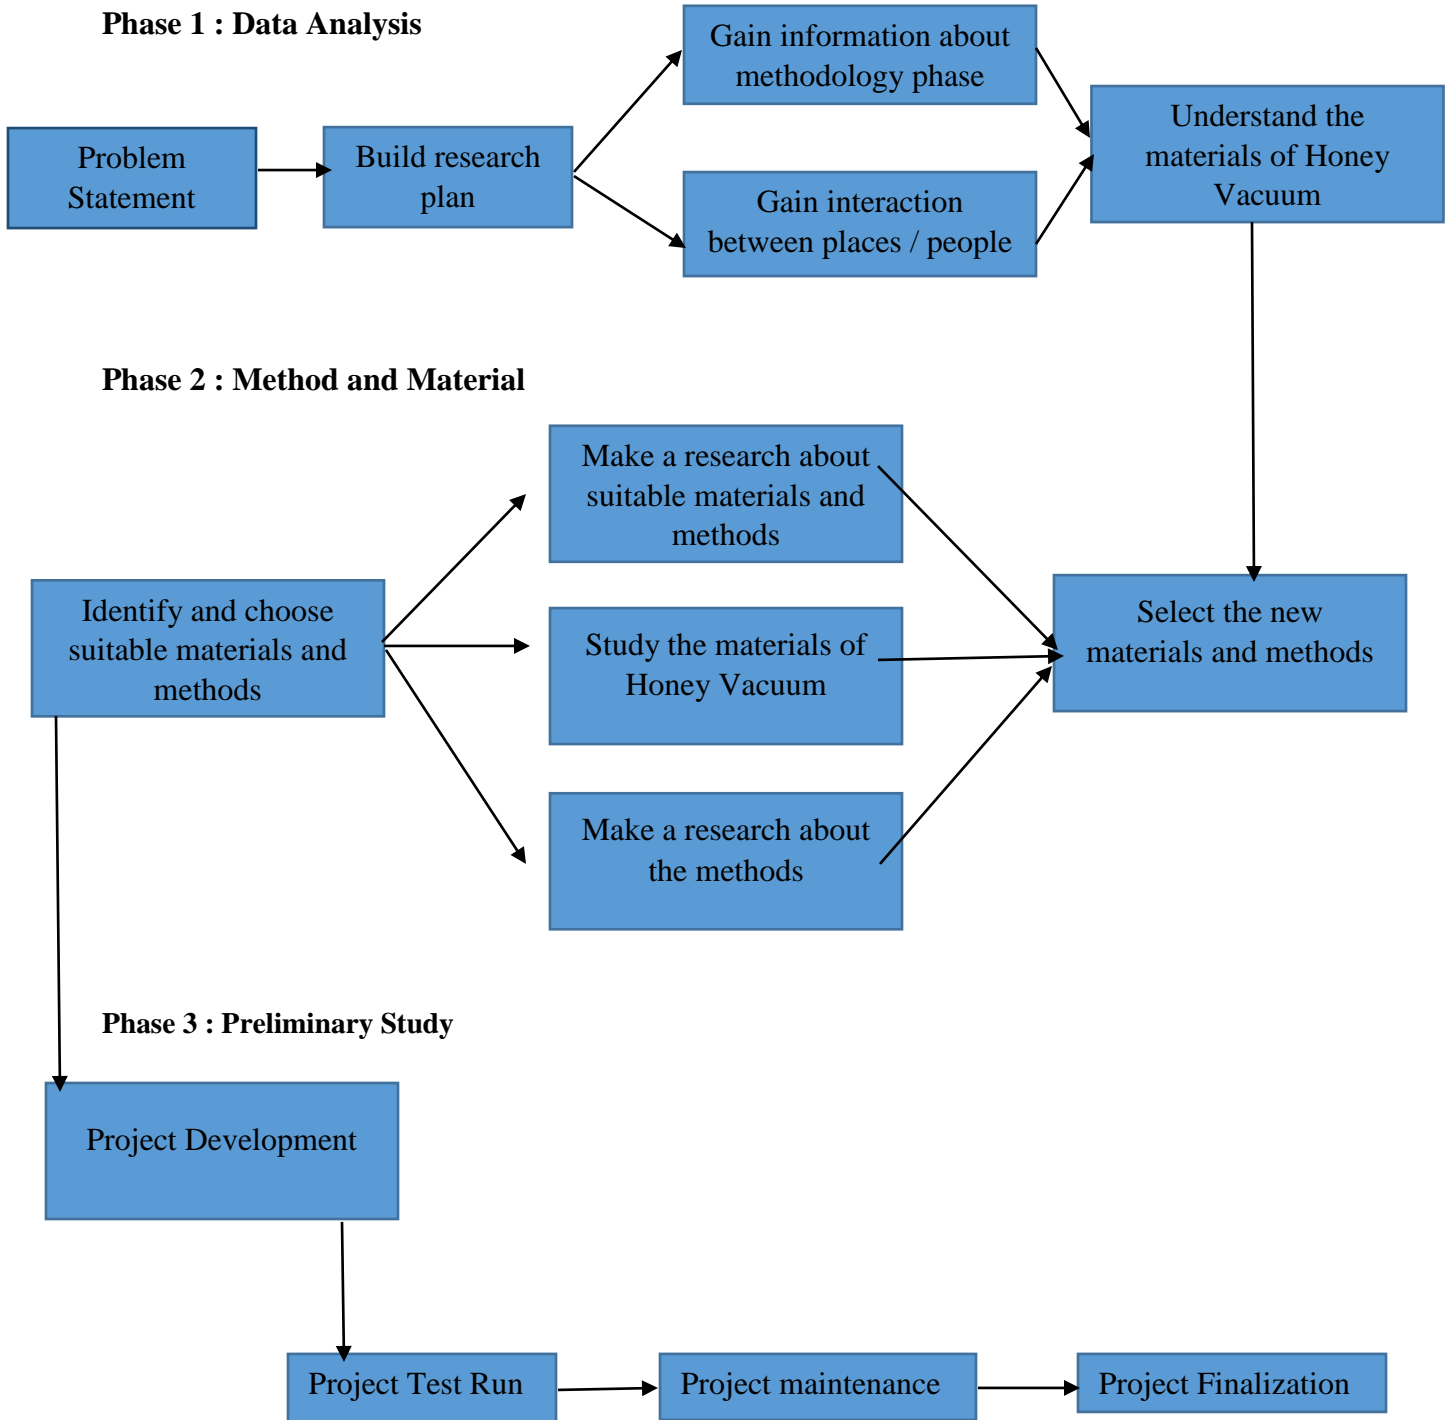 Phase 1 : Data Analysis
Problem
Statement
Build research
plan
Gain information about
methodology phase
Gain interaction
between places / people
Understand the
materials of Honey
Vacuum
Phase 2 : Method and Material
Identify and choose
suitable materials and
methods
Make a research about
suitable materials and
methods
Study the materials of
Honey Vacuum
Make a research about
the methods
Select the new
materials and methods
Phase 3 : Preliminary Study
Project Development
Project Test Run
Project maintenance
Project Finalization